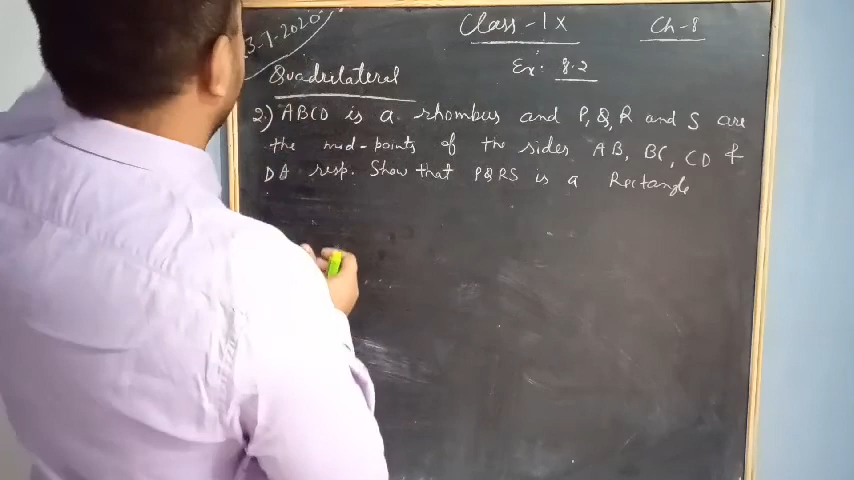 3-7-2020
Class - IX
Ch-8
Quadrilateral
Ex: 8.2
2.) ABCD is a rhombus and P, Q, R and S are
the mid-points of the sides AB, BC, CD &
DA resp. Show that PQRS is a Rectangle